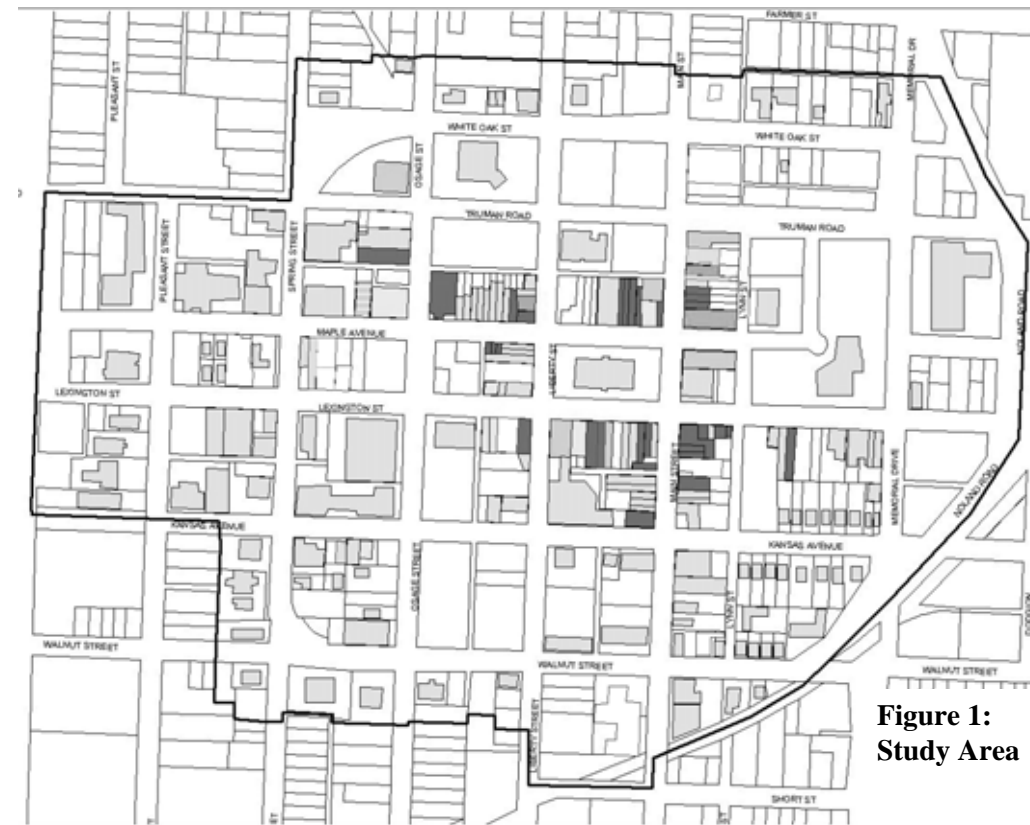 FARMER ST
MAIN ST
MEMORIAL DR
PLEASANT ST
WHITE OAK ST
WHITE OAK ST
OSAGE ST
TRUMAN ROAD
TRUMAN ROAD
PLEASANT STREET
SPRING STREET
LYNN ST
NOLAND ROAD
MAPLE AVENUE
LIBERTY ST
LEXINGTON ST
LEXINGTON ST
MAIN STREET
MEMORIAL DRIVE
NOLAND ROAD
KANSAS AVENUE
KANSAS AVENUE
OSAGE STREET
LYNN ST
WALNUT STREET
WALNUT STREET
WALNUT STREET
LIBERTY STREET
Figure 1:
Study Area
SHORT ST